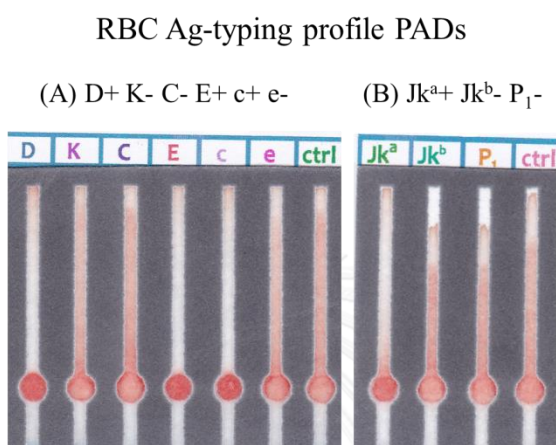 RBC Ag-typing profile PADs
(A) D+ K- C- E+ c+ e-
(B) Jkᵃ+ Jkᵇ- P₁-
D K C E c e ctrl
Jkᵃ Jkᵇ P₁ ctrl